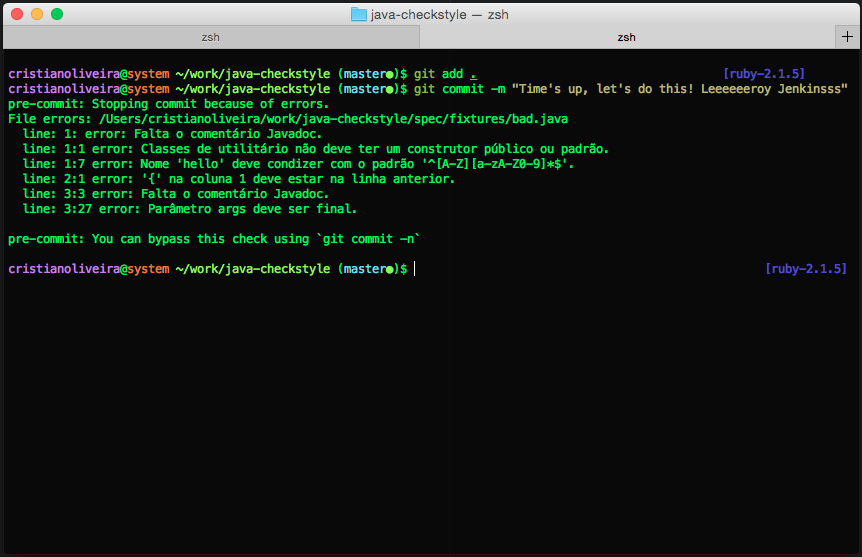 java-checkstyle — zsh
zsh
zsh
+
cristianoliveira@system ~/work/java-checkstyle (master●)$ git add . [ruby-2.1.5]
cristianoliveira@system ~/work/java-checkstyle (master●)$ git commit -m "Time's up, let's do this! Leeeeeeroy Jenkinsss"
pre-commit: Stopping commit because of errors.
File errors: /Users/cristianoliveira/work/java-checkstyle/spec/fixtures/bad.java
line: 1: error: Falta o comentário Javadoc.
line: 1:1 error: Classes de utilitário não deve ter um construtor público ou padrão.
line: 1:7 error: Nome 'hello' deve condizer com o padrão '^[A-Z][a-zA-Z0-9]*$'.
line: 2:1 error: '{' na coluna 1 deve estar na linha anterior.
line: 3:3 error: Falta o comentário Javadoc.
line: 3:27 error: Parâmetro args deve ser final.
pre-commit: You can bypass this check using `git commit -n`
cristianoliveira@system ~/work/java-checkstyle (master●)$ [ruby-2.1.5]